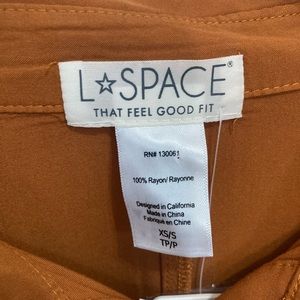 L☆SPACE®
THAT FEEL GOOD FIT
RN# 130061
100% Rayon/ Rayonne
Designed in California
Made in China
Fabriqué en Chine
XS/S
TP/P